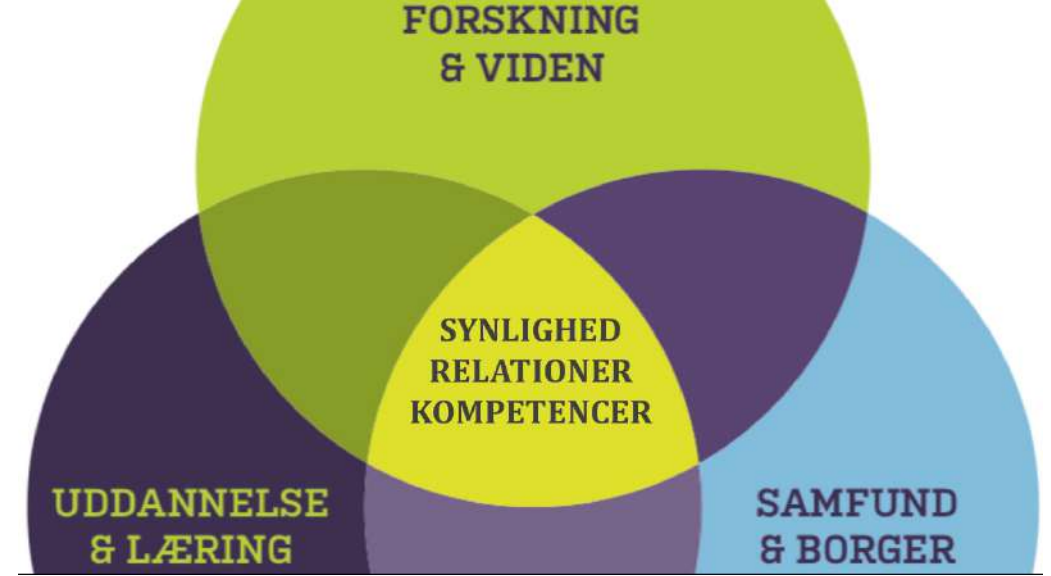 FORSKNING
& VIDEN
SYNLIGHED
RELATIONER
KOMPETENCER
UDDANNELSE
& LÆRING
SAMFUND
& BORGER